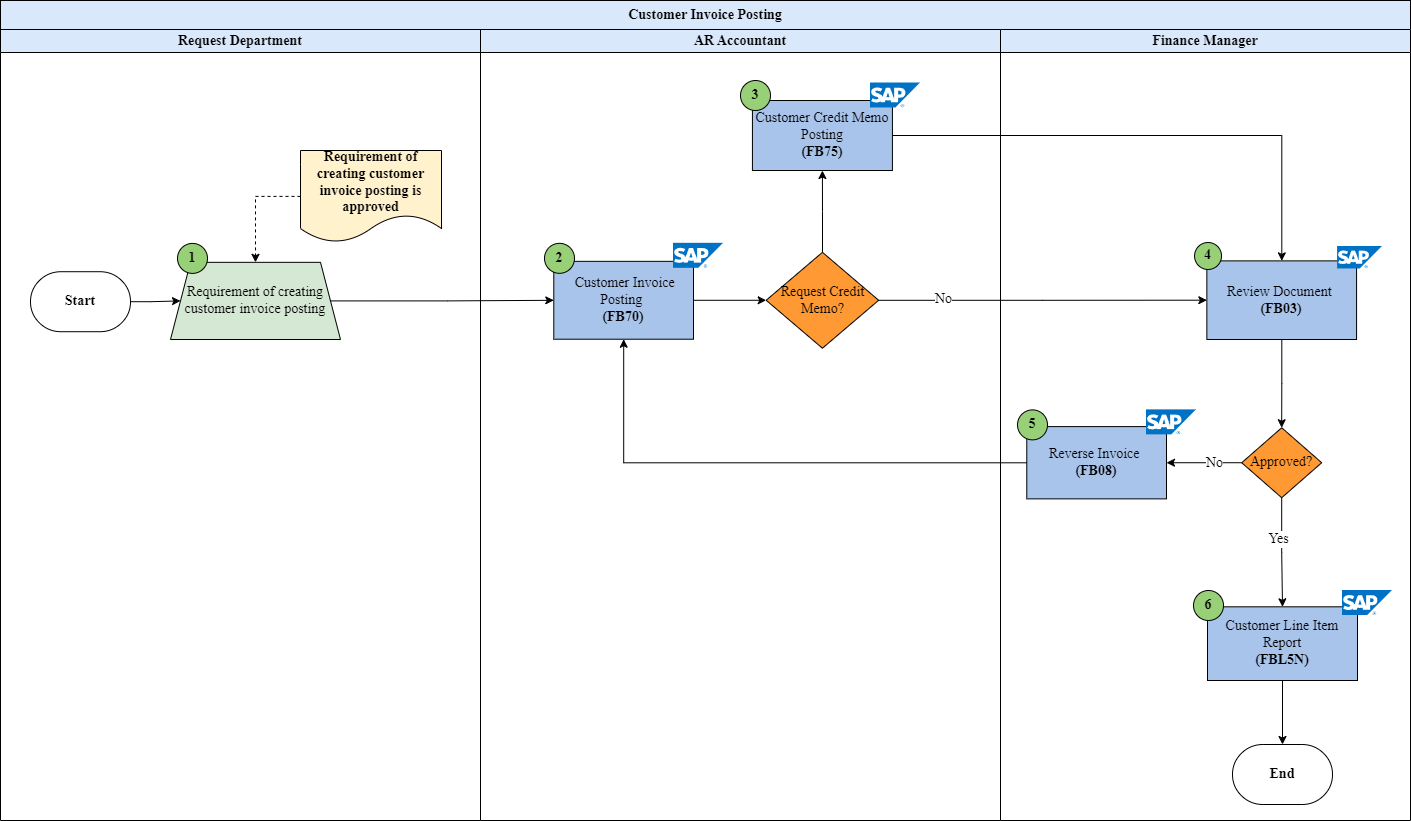 Customer Invoice Posting
Request Department
AR Accountant
Finance Manager
3
SAP
Customer Credit Memo
Posting
(FB75)
Requirement of
creating customer
invoice posting is
approved
1
Requirement of creating
customer invoice posting
Start
2
SAP
Customer Invoice
Posting
(FB70)
Request Credit
Memo?
No
4
SAP
Review Document
(FB03)
5
SAP
Reverse Invoice
(FB08)
No
Approved?
Yes
6
SAP
Customer Line Item
Report
(FBL5N)
End